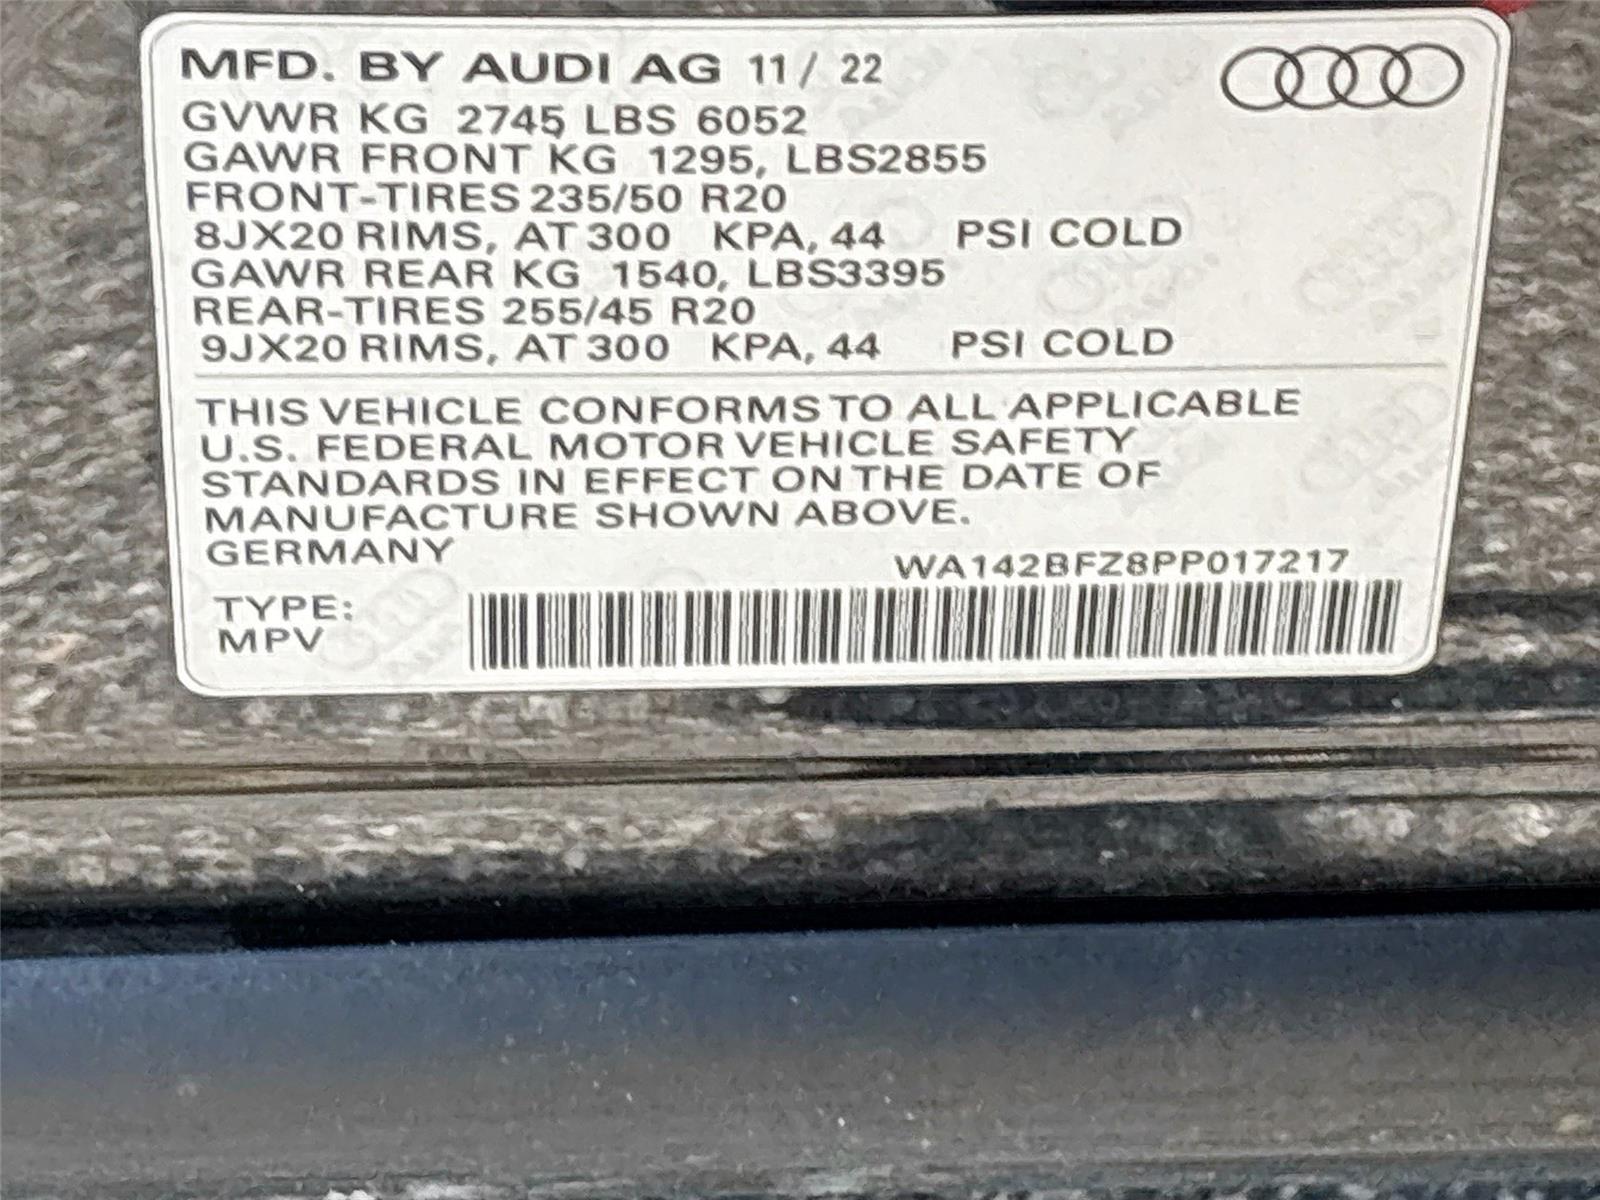 MFD. BY AUDI AG 11 / 22
GVWR KG 2745 LBS 6052
GAWR FRONT KG 1295, LBS2855
FRONT-TIRES 235/50 R20
8JX20 RIMS, AT 300 KPA, 44 PSI COLD
GAWR REAR KG 1540, LBS3395
REAR-TIRES 255/45 R20
9JX20 RIMS, AT 300 KPA, 44 PSI COLD
THIS VEHICLE CONFORMS TO ALL APPLICABLE
U.S. FEDERAL MOTOR VEHICLE SAFETY
STANDARDS IN EFFECT ON THE DATE OF
MANUFACTURE SHOWN ABOVE.
GERMANY
WA142BFZ8PP017217
TYPE:
MPV